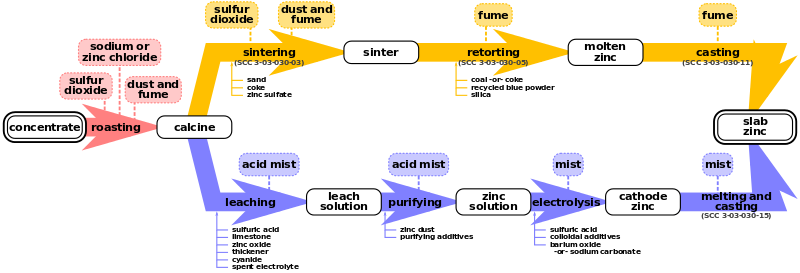 sulfur
dioxide
dust and
fume
fume
fume
sodium or
zinc chloride
sintering
(SCC 3-03-030-03)
sinter
retorting
(SCC 3-03-030-05)
molten
zinc
casting
(SCC 3-03-030-11)
sulfur
dioxide
dust and
fume
sand
coke
zinc sulfate
coal -or- coke
recycled blue powder
silica
concentrate
roasting
calcine
slab
zinc
acid mist
acid mist
mist
mist
leaching
leach
solution
purifying
zinc
solution
electrolysis
cathode
zinc
melting and
casting
(SCC 3-03-030-15)
sulfuric acid
limestone
zinc oxide
thickener
cyanide
spent electrolyte
zinc dust
purifying additives
sulfuric acid
colloidal additives
barium oxide
-or- sodium carbonate